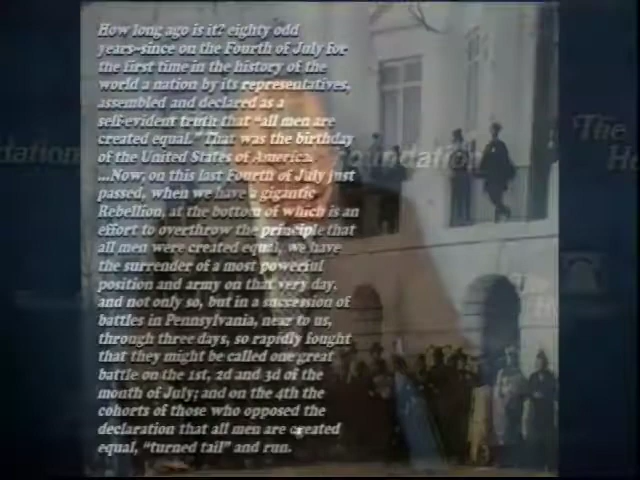 How long ago is it? eighty odd
years-since on the Fourth of July for
the first time in the history of the
world a nation by its representatives,
assembled and declared as a
self-evident truth that "all men are
created equal." That was the birthday
of the United States of America.
...Now, on this last Fourth of July just
passed, when we have a gigantic
Rebellion, at the bottom of which is an
effort to overthrow the principle that
all men were created equal, we have
the surrender of a most powerful
position and army on that very day.
and not only so, but in a succession of
battles in Pennsylvania, near to us,
through three days, so rapidly fought
that they might be called one great
battle on the 1st, 2d and 3d of the
month of July; and on the 4th the
cohorts of those who opposed the
declaration that all men are created
equal, "turned tail" and run.
dation
Foundation
The